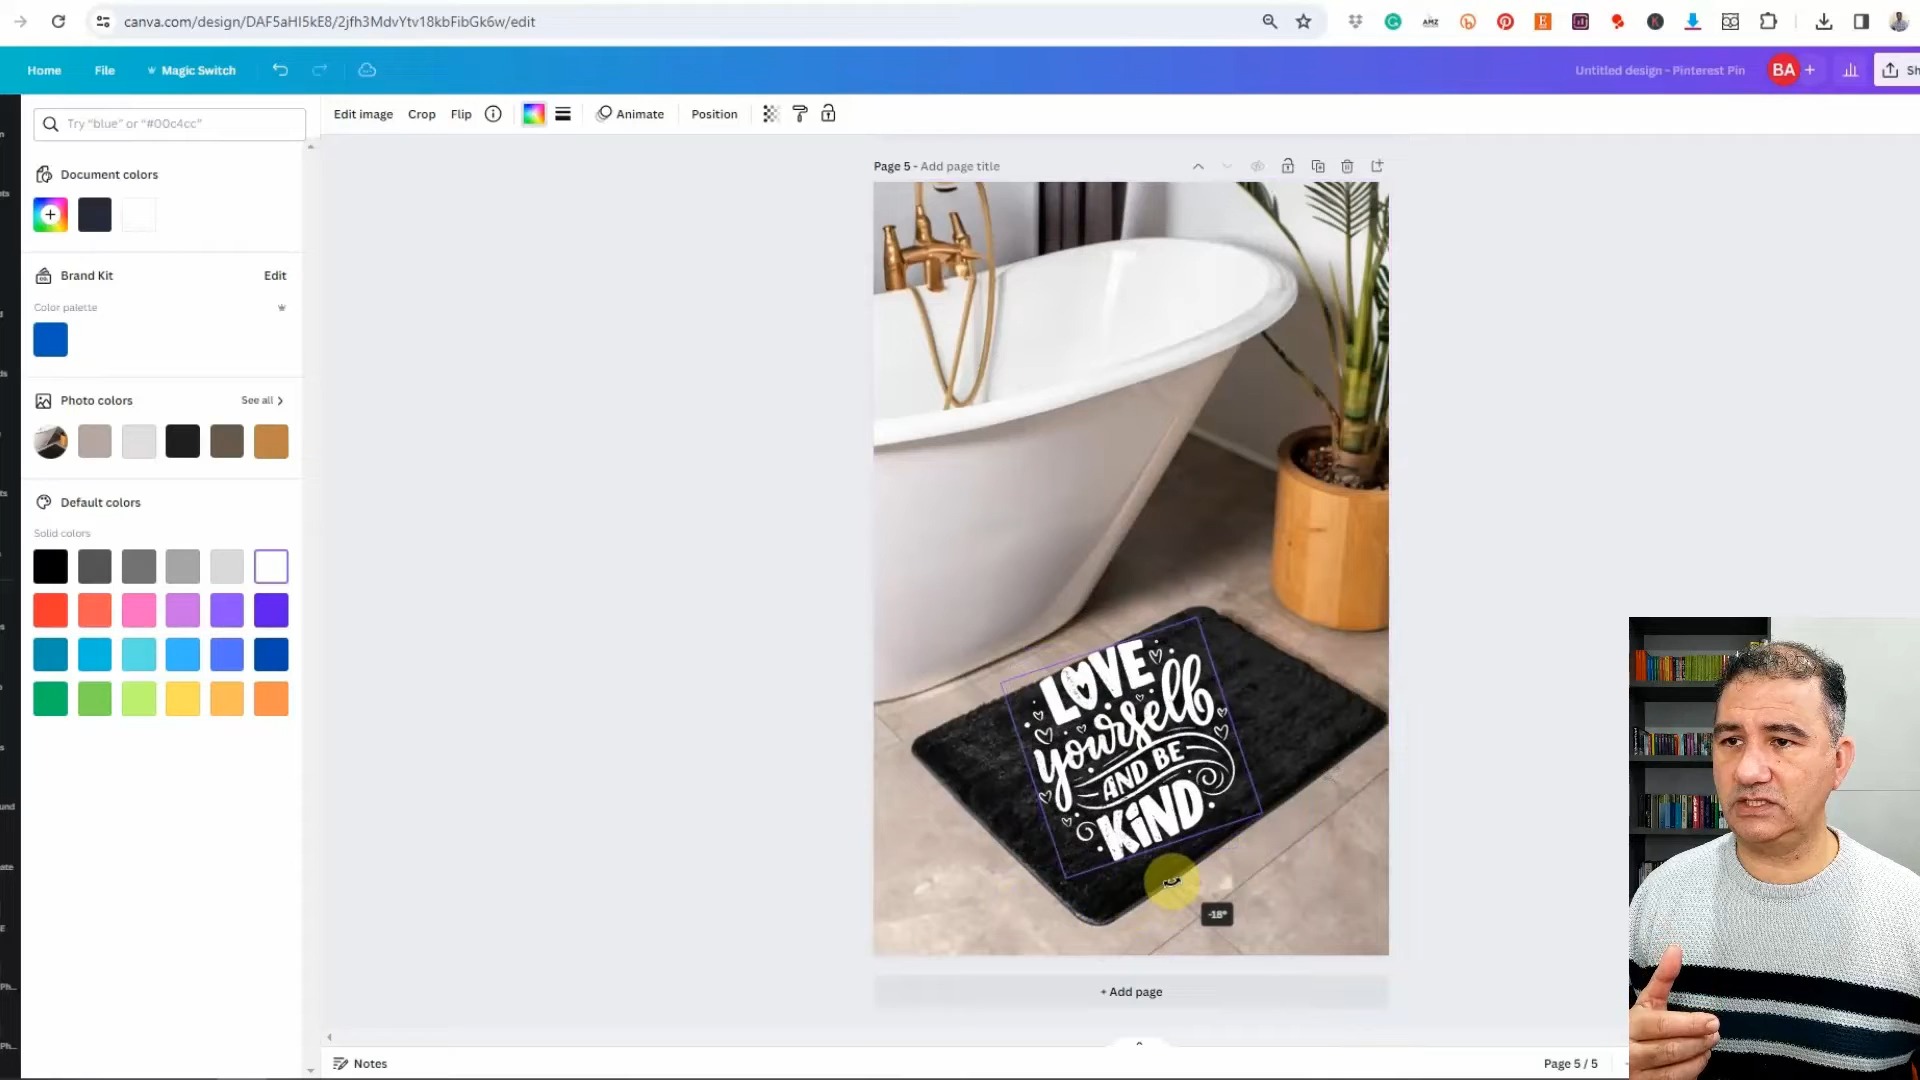 canva.com/design/DAF5aHI5kE8/2jfh3MdvYtv18kbFibGk6w/edit
AMZ
Home File Magic Switch
Untitled design - Pinterest Pin BA + Sh
Try "blue" or "#00c4cc"
Edit image Crop Flip Animate Position
Document colors
Page 5 - Add page title
Brand Kit Edit
Color palette
Photo colors See all
Default colors
Solid colors
LOVE
yourself
AND BE
KIND
-18°
+ Add page
Notes
Page 5 / 5